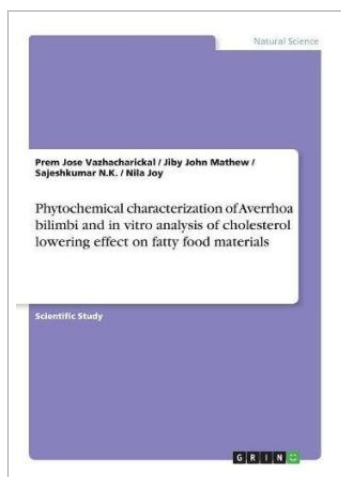 Natural Science
Prem Jose Vazhacharickal / Jiby John Mathew /
Sajeshkumar N.K. / Nila Joy
Phytochemical characterization of Averrhoa
bilimbi and in vitro analysis of cholesterol
lowering effect on fatty food materials
Scientific Study
GRIN